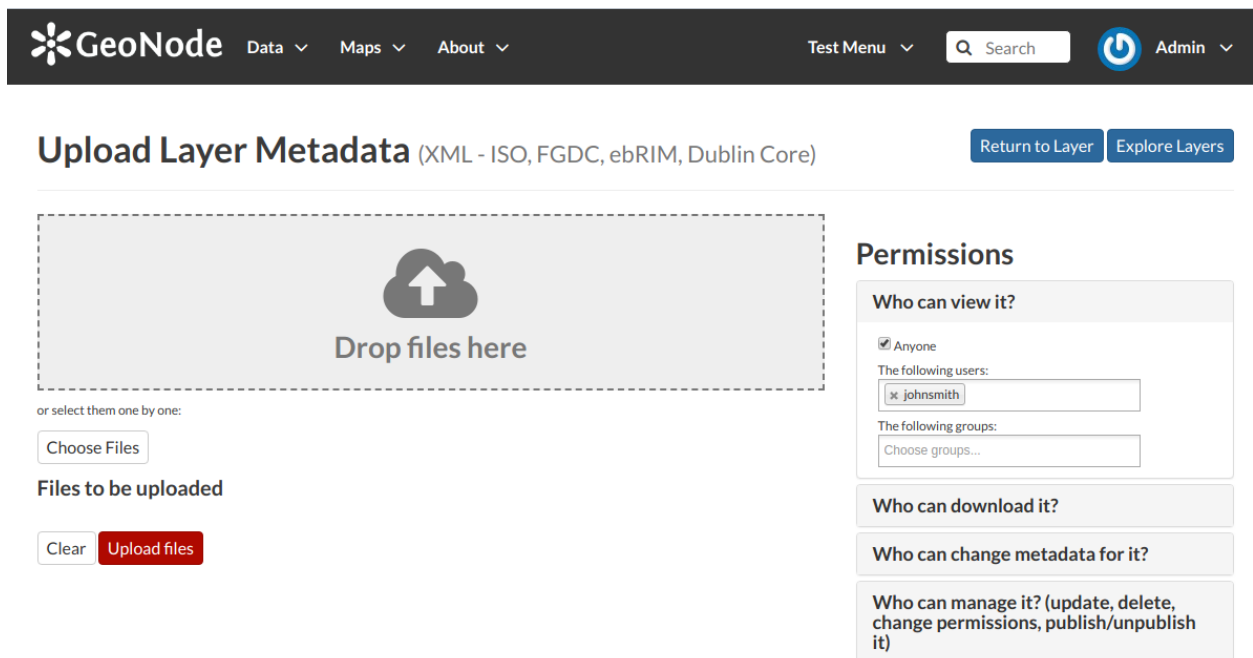 GeoNode Data Maps About Test Menu Search Admin
Upload Layer Metadata (XML - ISO, FGDC, ebRIM, Dublin Core)
Return to Layer Explore Layers
Drop files here
or select them one by one:
Choose Files
Files to be uploaded
Clear Upload files
Permissions
Who can view it?
Anyone
The following users:
× johnsmith
The following groups:
Choose groups...
Who can download it?
Who can change metadata for it?
Who can manage it? (update, delete,
change permissions, publish/unpublish
it)